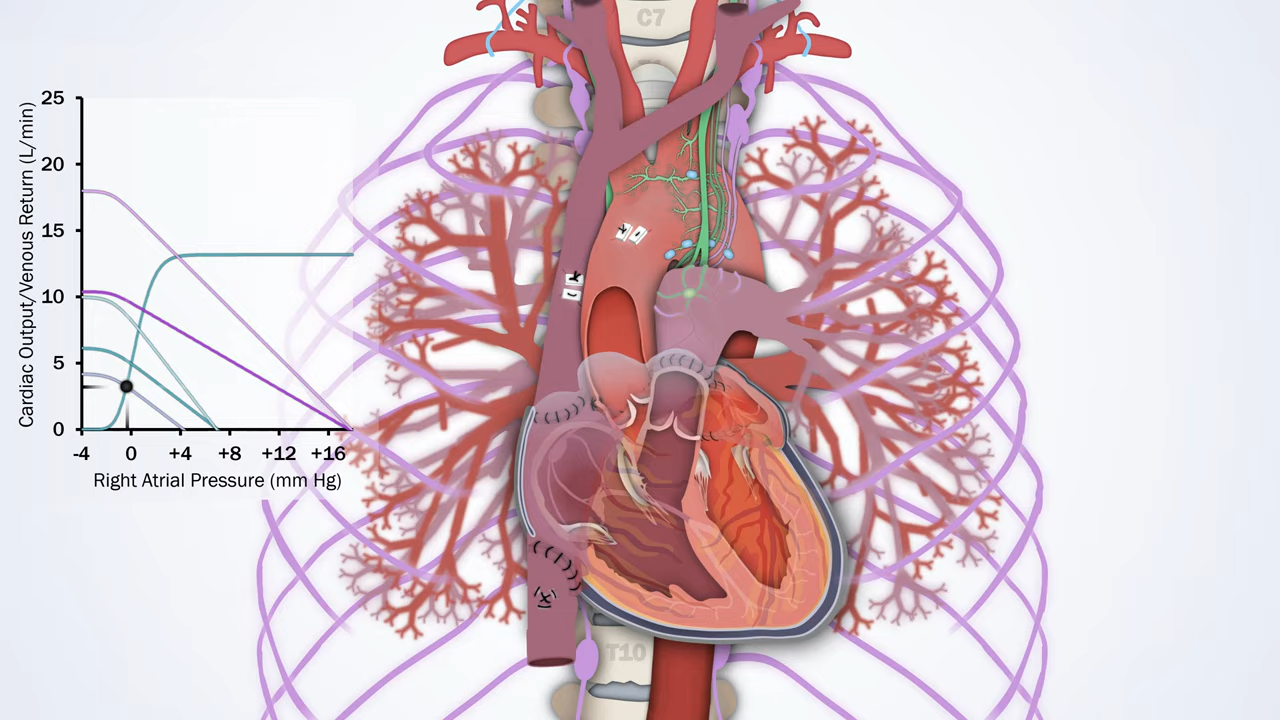 C7
25
20
15
10
5
0
-4 0 +4 +8 +12 +16
Right Atrial Pressure (mm Hg)
Cardiac Output/Venous Return (L/min)
T10